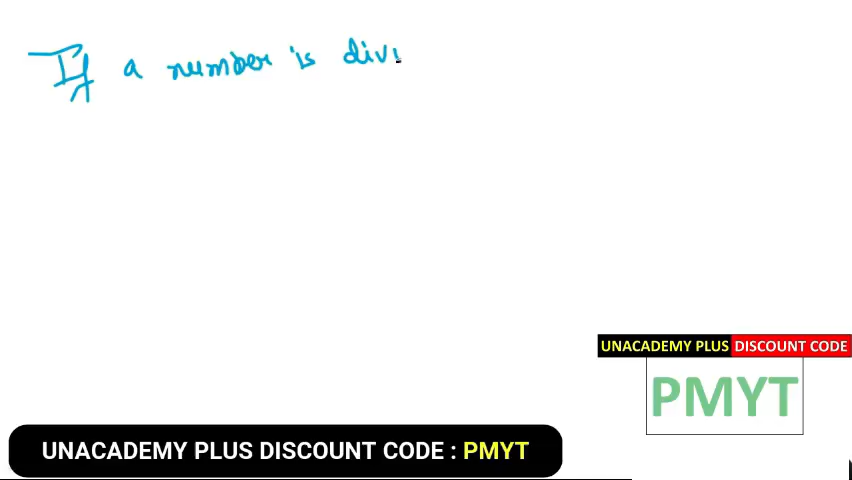 If a number is divi
UNACADEMY PLUS DISCOUNT CODE
PMYT
UNACADEMY PLUS DISCOUNT CODE : PMYT